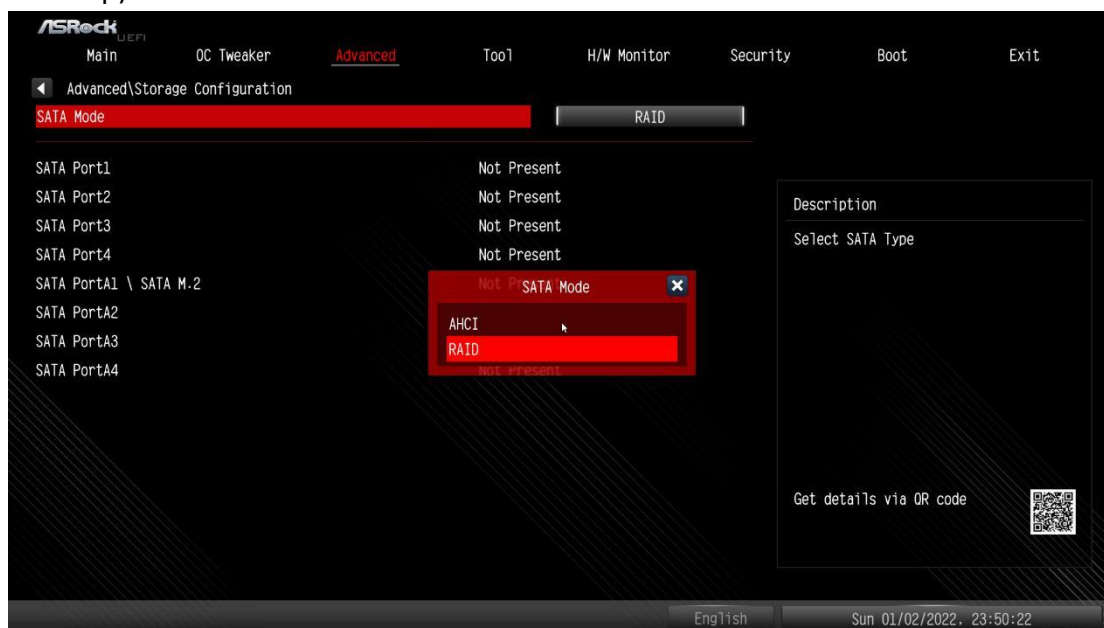 ASRock UEFI
Main OC Tweaker Advanced Tool H/W Monitor Security Boot Exit
Advanced\Storage Configuration
SATA Mode RAID
SATA Port1 Not Present
SATA Port2 Not Present
SATA Port3 Not Present
SATA Port4 Not Present
SATA PortA1 \ SATA M.2 Not Present
SATA PortA2
SATA PortA3
SATA PortA4 Not Present
SATA Mode
AHCI
RAID
Description
Select SATA Type
Get details via QR code
English Sun 01/02/2022, 23:50:22